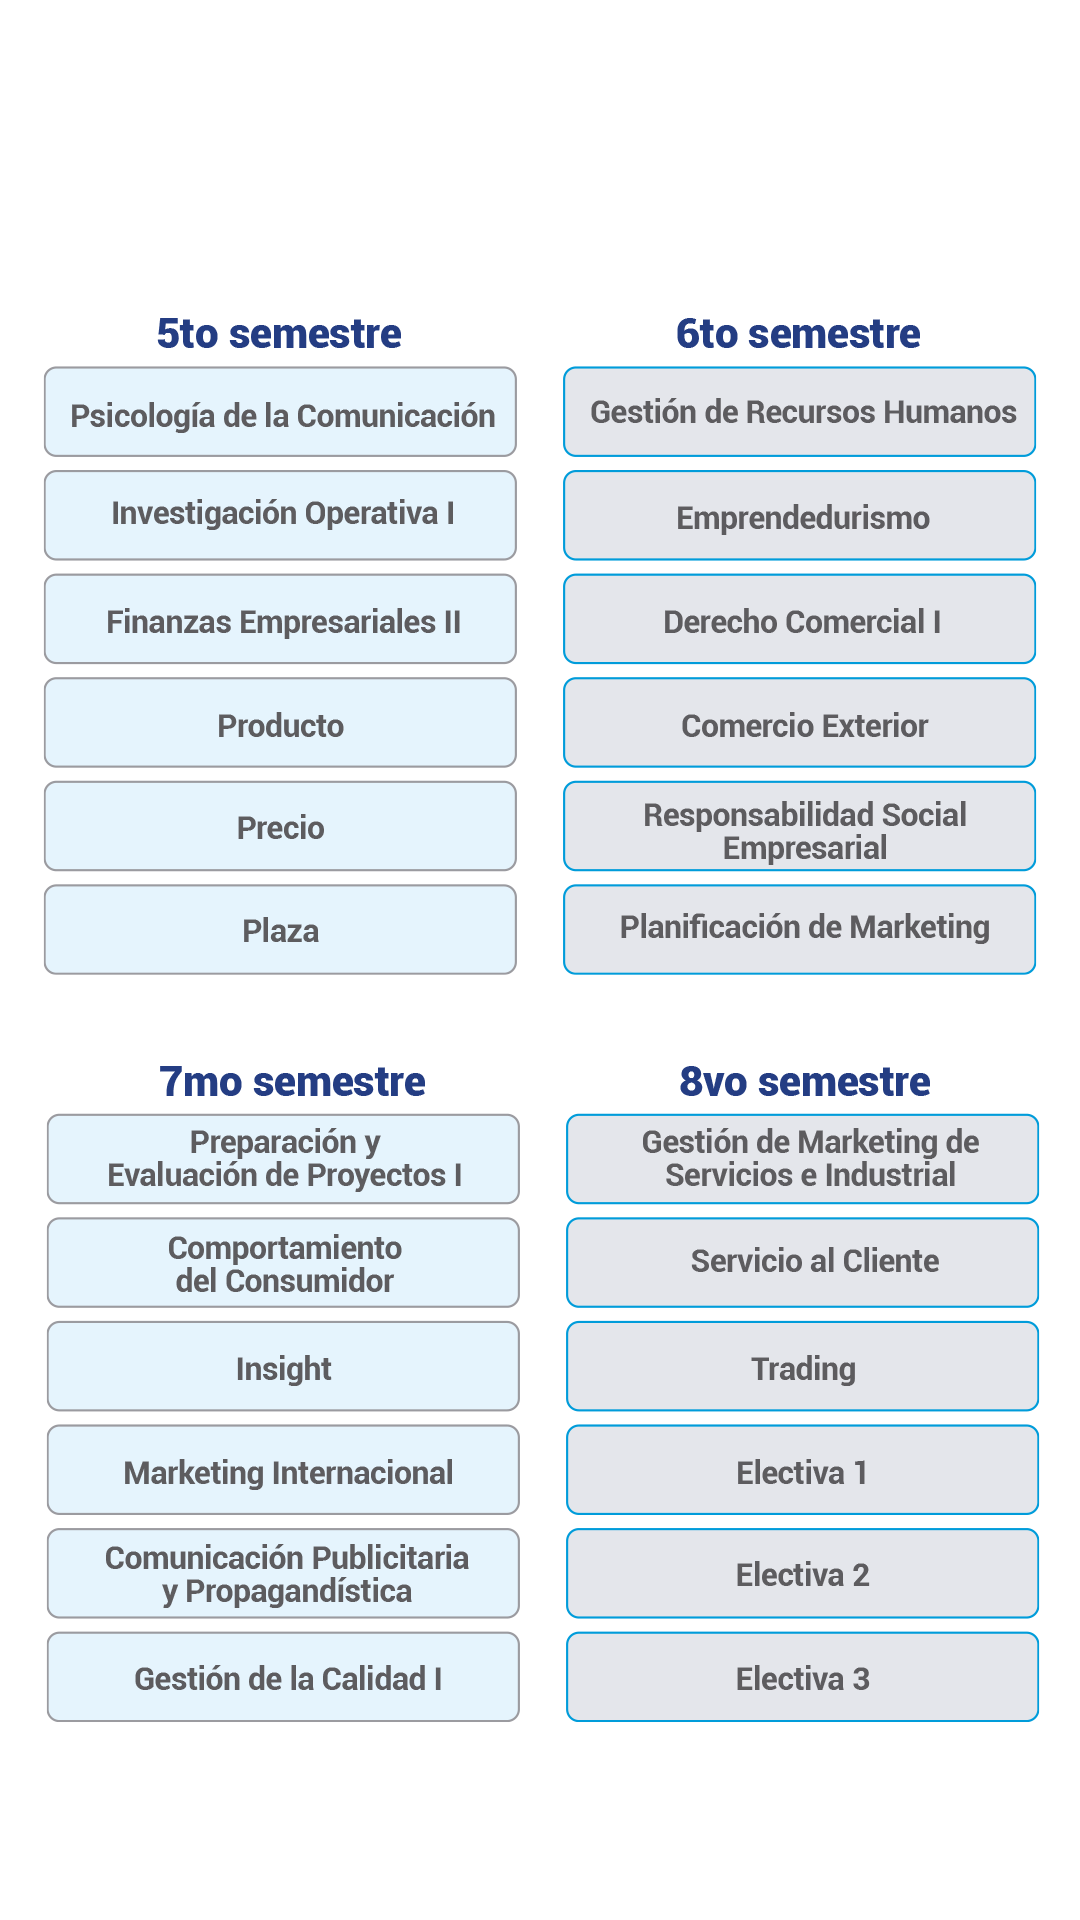 5to semestre
Psicología de la Comunicación
Investigación Operativa I
Finanzas Empresariales II
Producto
Precio
Plaza
6to semestre
Gestión de Recursos Humanos
Emprendedurismo
Derecho Comercial I
Comercio Exterior
Responsabilidad Social
Empresarial
Planificación de Marketing
7mo semestre
Preparación y
Evaluación de Proyectos I
Comportamiento
del Consumidor
Insight
Marketing Internacional
Comunicación Publicitaria
y Propagandística
Gestión de la Calidad I
8vo semestre
Gestión de Marketing de
Servicios e Industrial
Servicio al Cliente
Trading
Electiva 1
Electiva 2
Electiva 3